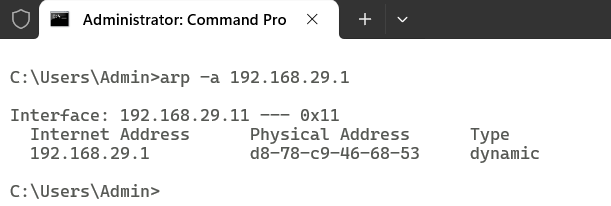 Administrator: Command Pro
C:\Users\Admin>arp -a 192.168.29.1
Interface: 192.168.29.11 --- 0x11
  Internet Address      Physical Address      Type
  192.168.29.1          d8-78-c9-46-68-53     dynamic
C:\Users\Admin>